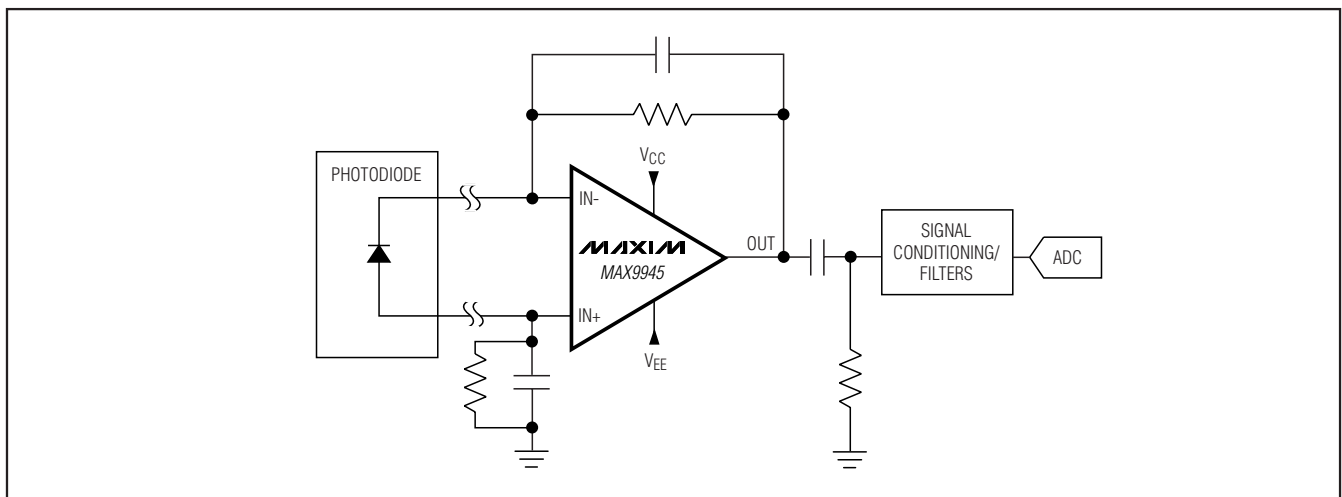 PHOTODIODE
VCC
IN-
MAXIM
MAX9945
OUT
IN+
VEE
SIGNAL
CONDITIONING/
FILTERS
ADC